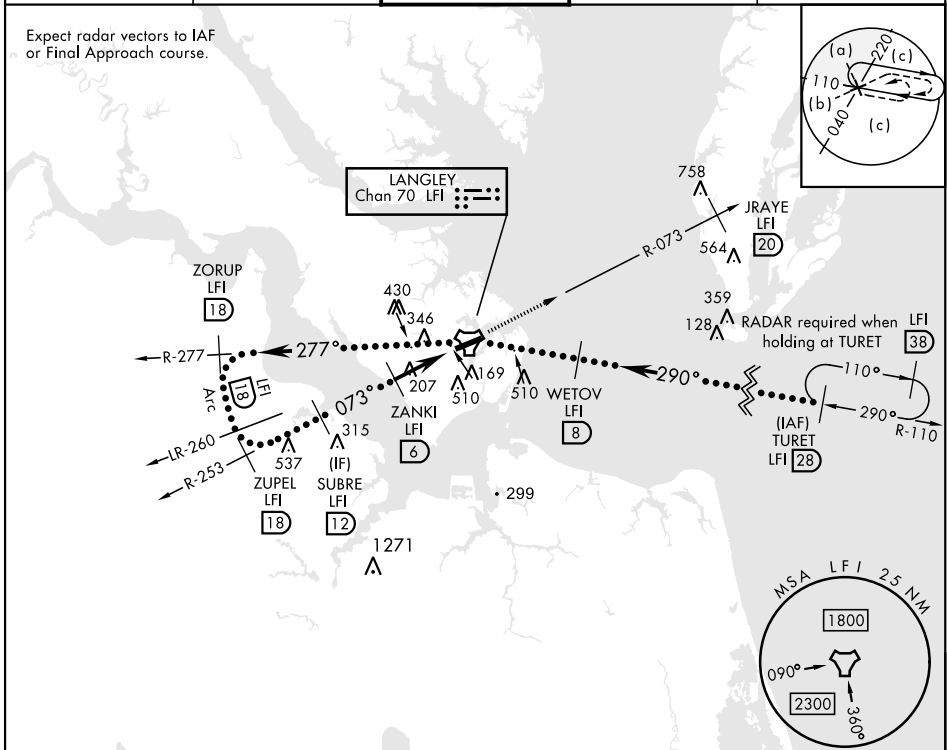 Expect radar vectors to IAF
or Final Approach course.
(a)
220
(c)
110
(b)
040
(c)
LANGLEY
Chan 70 LFI
758
JRAYE
LFI
20
R-073
564
ZORUP
LFI
18
430
346
359
128
RADAR required when
holding at TURET
LFI
38
R-277
277°
Arc
LFI
18
073°
207
169
510
510
WETOV
LFI
8
290°
110°
290°
R-110
(IAF)
TURET
LFI 28
ZANKI
LFI
6
LR-260
R-253
537
315
ZUPEL
LFI
18
(IF)
SUBRE
LFI
12
299
1271
MSA LFI 25 NM
1800
090°
2300
360°